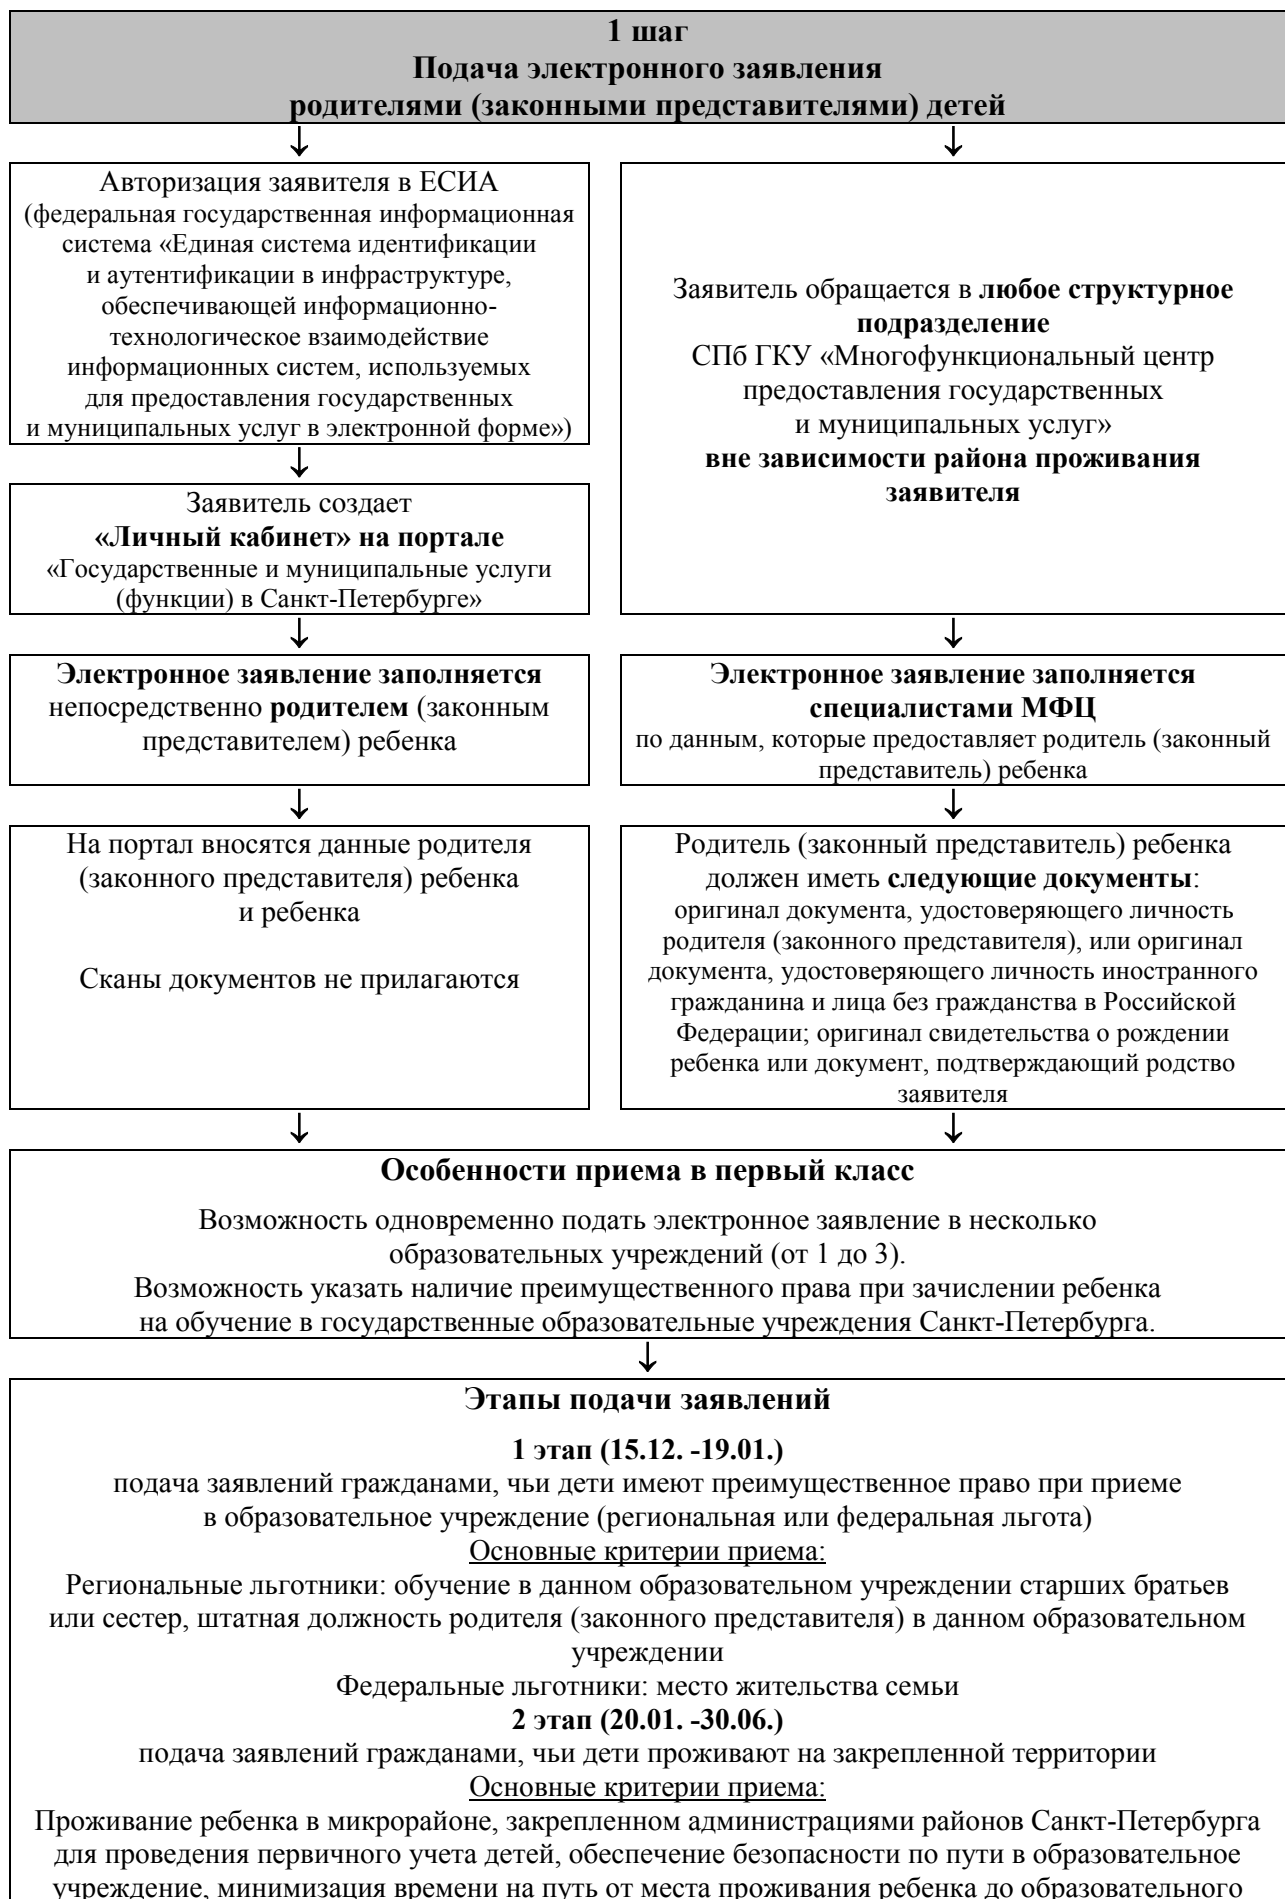 1 шаг
Подача электронного заявления
родителями (законными представителями) детей
Авторизация заявителя в ЕСИА
(федеральная государственная информационная
система «Единая система идентификации
и аутентификации в инфраструктуре,
обеспечивающей информационно-
технологическое взаимодействие
информационных систем, используемых
для предоставления государственных
и муниципальных услуг в электронной форме»)
Заявитель создает
«Личный кабинет» на портале
«Государственные и муниципальные услуги
(функции) в Санкт-Петербурге»
Электронное заявление заполняется
непосредственно родителем (законным
представителем) ребенка
На портал вносятся данные родителя
(законного представителя) ребенка
и ребенка
Сканы документов не прилагаются
Заявитель обращается в любое структурное
подразделение
СПб ГКУ «Многофункциональный центр
предоставления государственных
и муниципальных услуг»
вне зависимости района проживания
заявителя
Электронное заявление заполняется
специалистами МФЦ
по данным, которые предоставляет родитель (законный
представитель) ребенка
Родитель (законный представитель) ребенка
должен иметь следующие документы:
оригинал документа, удостоверяющего личность
родителя (законного представителя), или оригинал
документа, удостоверяющего личность иностранного
гражданина и лица без гражданства в Российской
Федерации; оригинал свидетельства о рождении
ребенка или документ, подтверждающий родство
заявителя
Особенности приема в первый класс
Возможность одновременно подать электронное заявление в несколько
образовательных учреждений (от 1 до 3).
Возможность указать наличие преимущественного права при зачислении ребенка
на обучение в государственные образовательные учреждения Санкт-Петербурга.
Этапы подачи заявлений
1 этап (15.12. -19.01.)
подача заявлений гражданами, чьи дети имеют преимущественное право при приеме
в образовательное учреждение (региональная или федеральная льгота)
Основные критерии приема:
Региональные льготники: обучение в данном образовательном учреждении старших братьев
или сестер, штатная должность родителя (законного представителя) в данном образовательном
учреждении
Федеральные льготники: место жительства семьи
2 этап (20.01. -30.06.)
подача заявлений гражданами, чьи дети проживают на закрепленной территории
Основные критерии приема:
Проживание ребенка в микрорайоне, закрепленном администрациями районов Санкт-Петербурга
для проведения первичного учета детей, обеспечение безопасности по пути в образовательное
учреждение, минимизация времени на путь от места проживания ребенка до образовательного